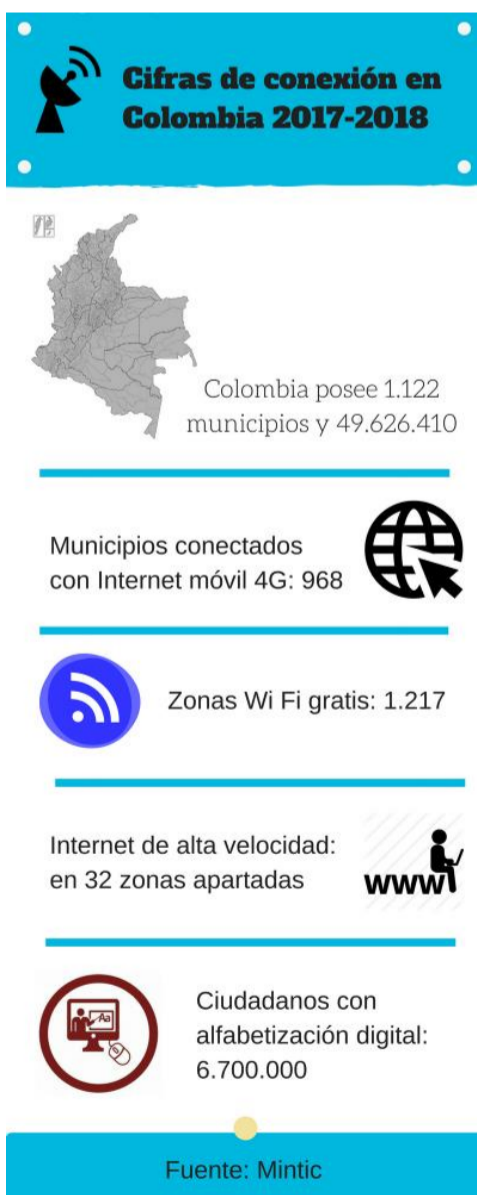 Cifras de conexión en
Colombia 2017-2018
Colombia posee 1.122
municipios y 49.626.410
Municipios conectados
con Internet móvil 4G: 968
Zonas Wi Fi gratis: 1.217
Internet de alta velocidad:
en 32 zonas apartadas
www
Aa
Ciudadanos con
alfabetización digital:
6.700.000
Fuente: Mintic